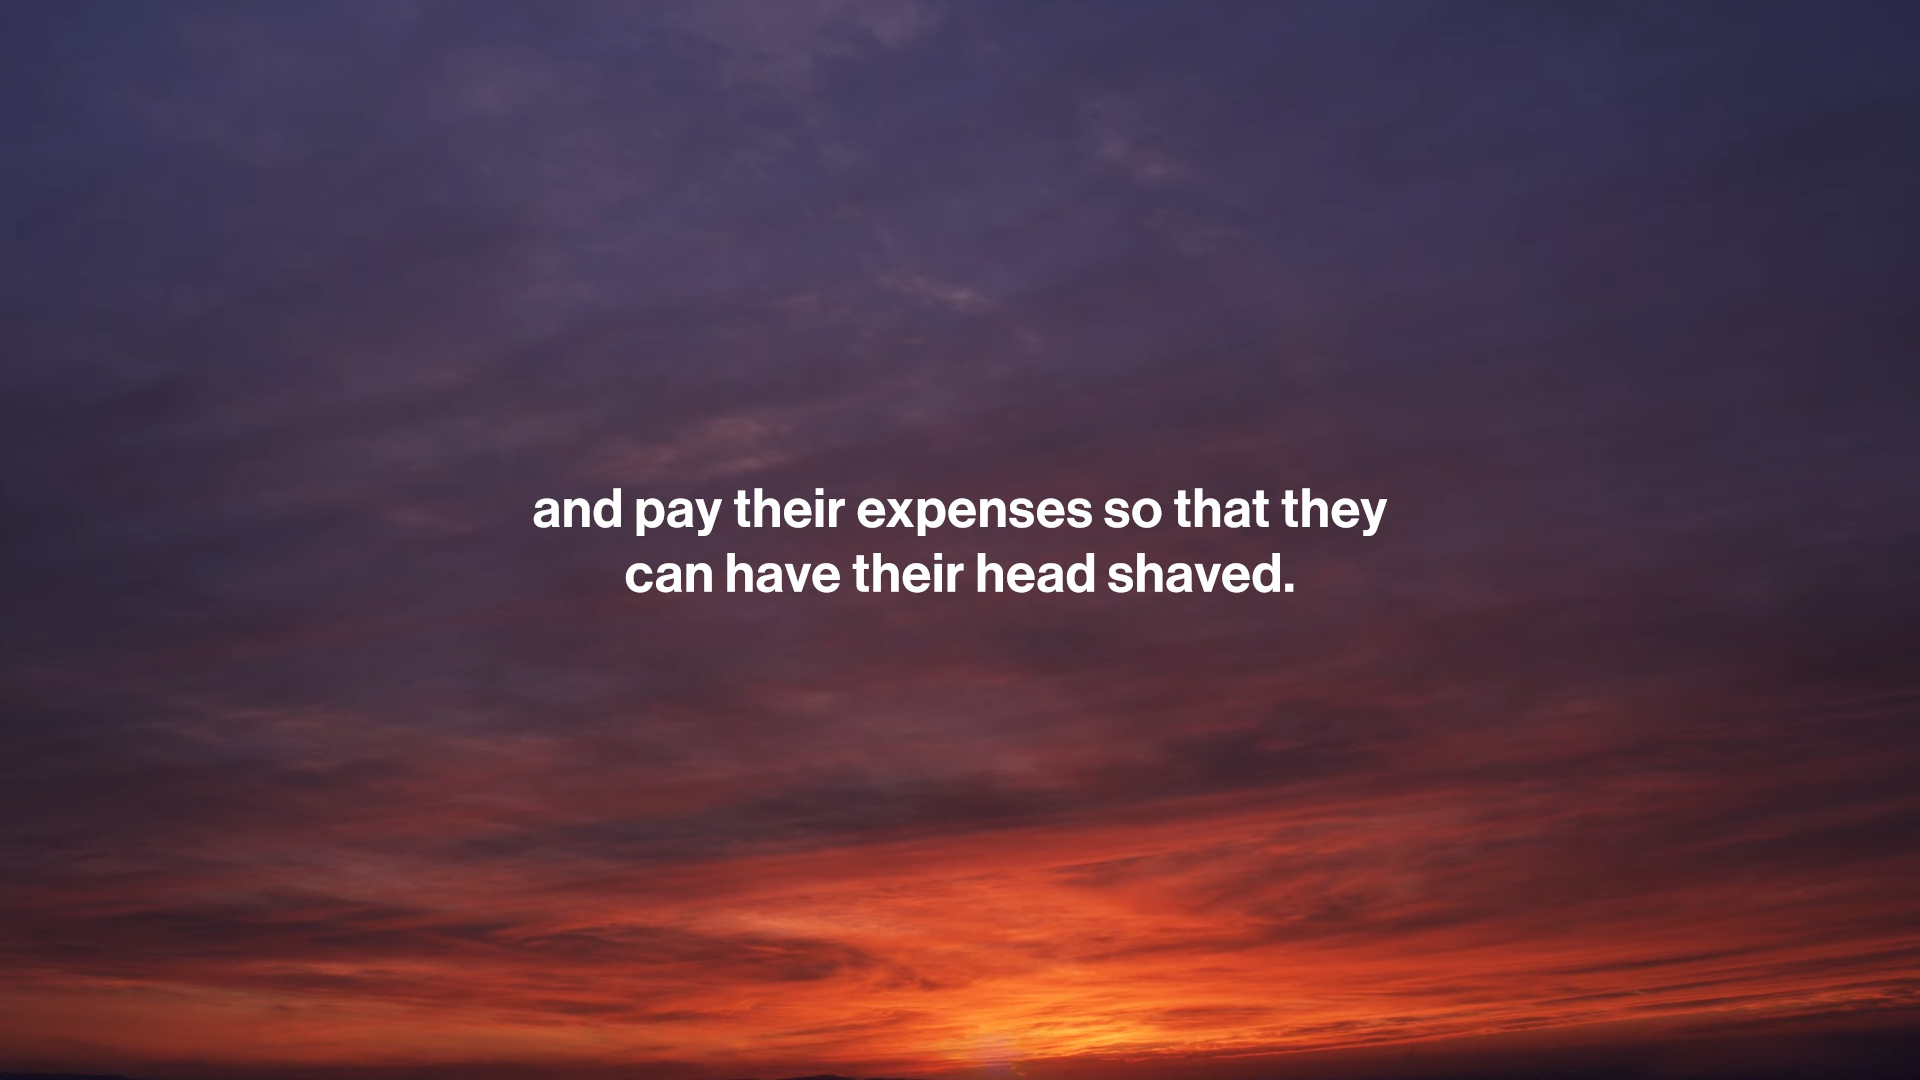 and pay their expenses so that they
can have their head shaved.